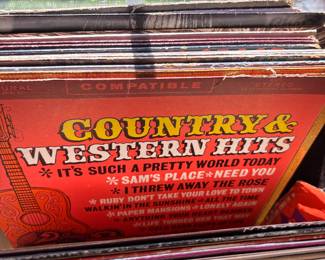 COMPATIBLE
COUNTRY &
WESTERN HITS
* IT'S SUCH A PRETTY WORLD TODAY
* SAM'S PLACE * NEED YOU
* I THREW AWAY THE ROSE
* RUBY DON'T TAKE YOUR LOVE TO TOWN
WALKIN' IN THE SUNSHINE * ALL THE TIME
* PAPER MANSIONS * LONELY AGAIN